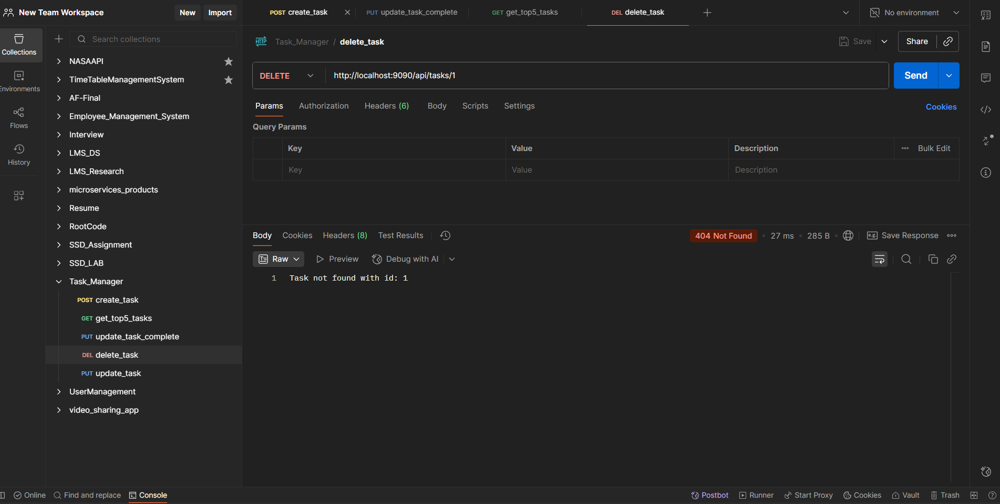 New Team Workspace
New
Import
POST create_task
PUT update_task_complete
GET get_top5_tasks
DEL delete_task
No environment
Collections
Environments
Flows
History
Search collections
NASAAPI
TimeTableManagementSystem
AF-Final
Employee_Management_System
Interview
LMS_DS
LMS_Research
microservices_products
Resume
RootCode
SSD_Assignment
SSD_LAB
Task_Manager
POST create_task
GET get_top5_tasks
PUT update_task_complete
DEL delete_task
PUT update_task
UserManagement
video_sharing_app
HTTP Task_Manager / delete_task
Save
Share
DELETE http://localhost:9090/api/tasks/1
Send
Params Authorization Headers (6) Body Scripts Settings
Cookies
Query Params
Key Value Description ••• Bulk Edit
Key Value Description
Body Cookies Headers (8) Test Results
404 Not Found • 27 ms • 285 B •
e.g. Save Response •••
Raw Preview Debug with AI
1 Task not found with id: 1
Online Find and replace Console
Postbot Runner Start Proxy Cookies Vault Trash